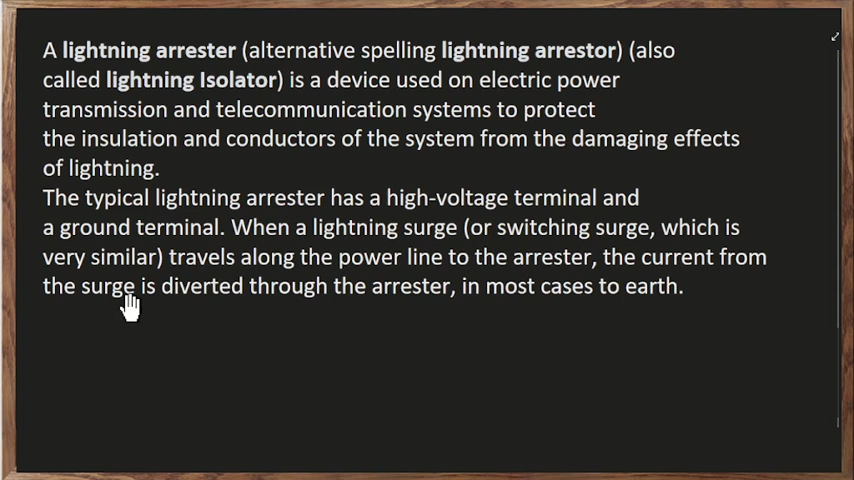 A lightning arrester (alternative spelling lightning arrestor) (also
called lightning Isolator) is a device used on electric power
transmission and telecommunication systems to protect
the insulation and conductors of the system from the damaging effects
of lightning.
The typical lightning arrester has a high-voltage terminal and
a ground terminal. When a lightning surge (or switching surge, which is
very similar) travels along the power line to the arrester, the current from
the surge is diverted through the arrester, in most cases to earth.